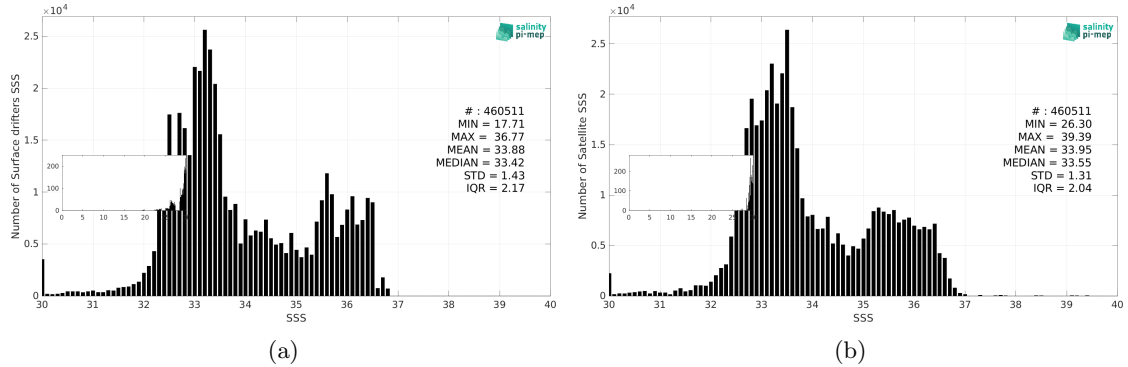 ×10⁴
salinity
pi-mep
2.5
2
1.5
1
0.5
0
Number of Surface drifters SSS
# : 460511
MIN = 17.71
MAX = 36.77
MEAN = 33.88
MEDIAN = 33.42
STD = 1.43
IQR = 2.17
200
100
0
0 5 10 15 20 25
30 31 32 33 34 35 36 37 38 39 40
SSS
(a)
×10⁴
salinity
pi-mep
2.5
2
1.5
1
0.5
0
Number of Satellite SSS
# : 460511
MIN = 26.30
MAX = 39.39
MEAN = 33.95
MEDIAN = 33.55
STD = 1.31
IQR = 2.04
200
100
0
5 10 15 20 25
30 31 32 33 34 35 36 37 38 39 40
SSS
(b)